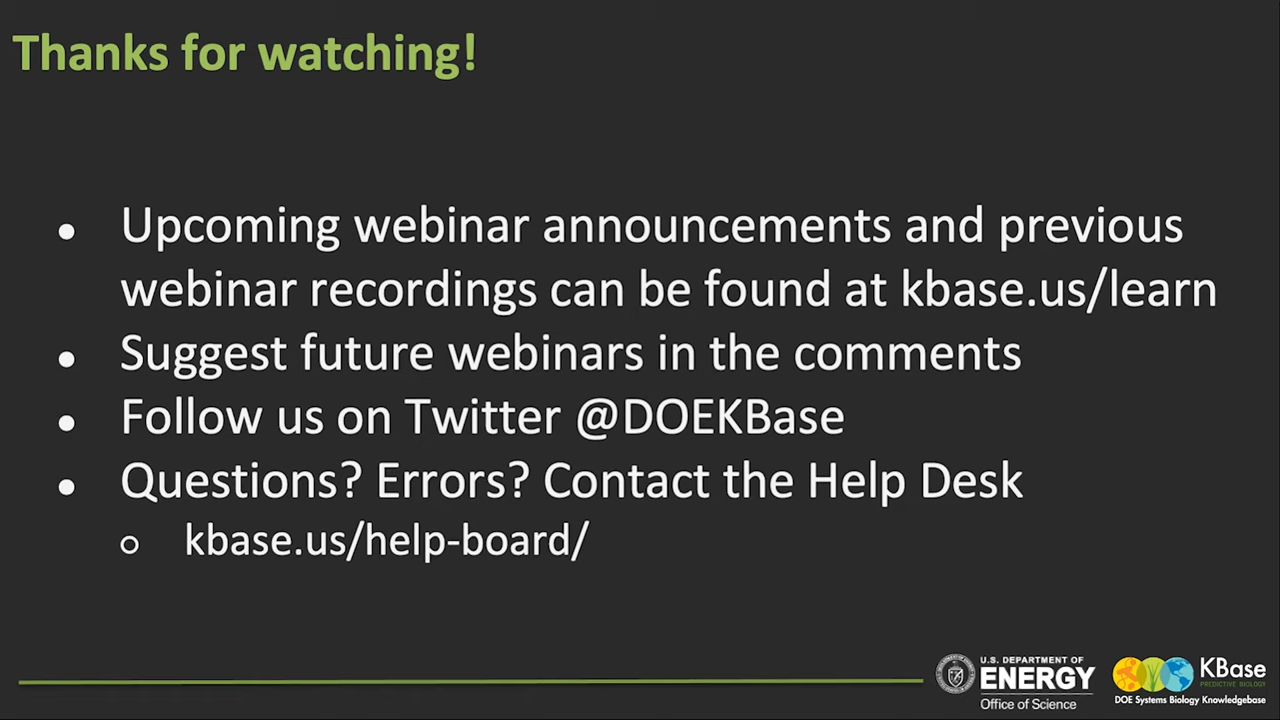 Thanks for watching!
● Upcoming webinar announcements and previous
webinar recordings can be found at kbase.us/learn
● Suggest future webinars in the comments
● Follow us on Twitter @DOEKBase
● Questions? Errors? Contact the Help Desk
○ kbase.us/help-board/
U.S. DEPARTMENT OF
ENERGY
Office of Science
KBase
PREDICTIVE BIOLOGY
DOE Systems Biology Knowledgebase